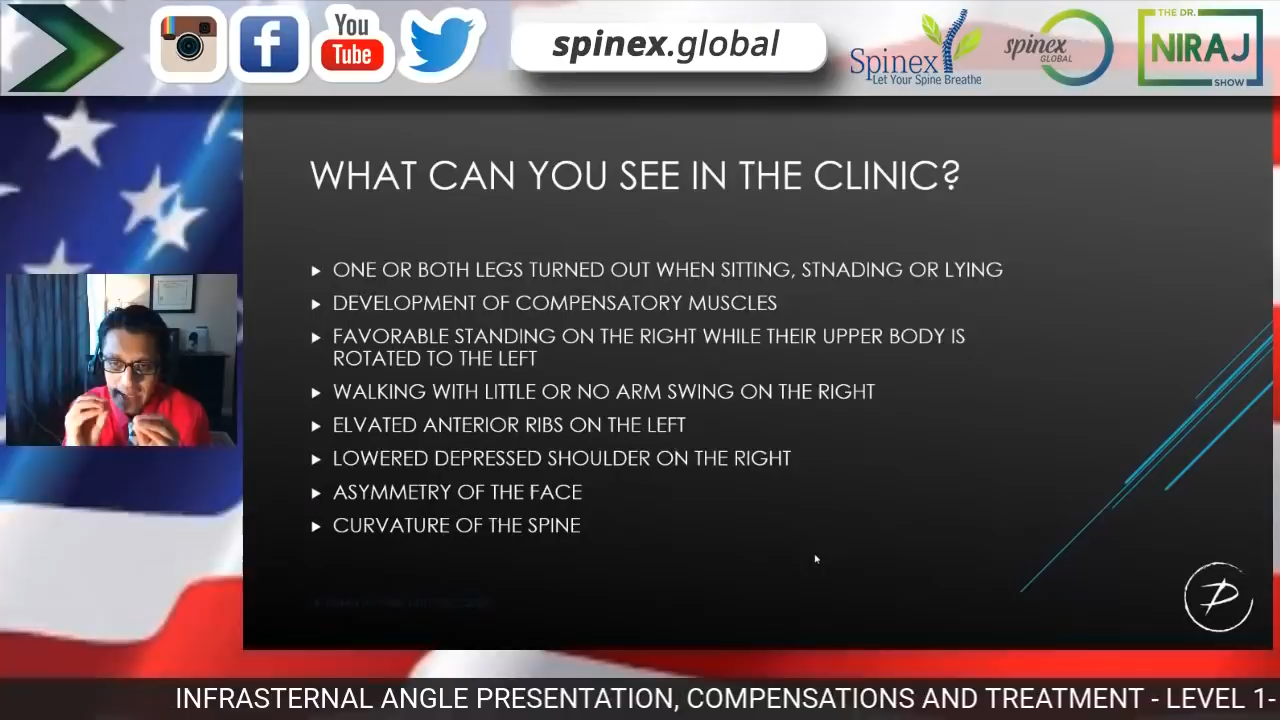 You
Tube
spinex.global
Spinex
Let Your Spine Breathe
spinex
GLOBAL
THE DR.
NIRAJ
SHOW
WHAT CAN YOU SEE IN THE CLINIC?
ONE OR BOTH LEGS TURNED OUT WHEN SITTING, STNADING OR LYING
DEVELOPMENT OF COMPENSATORY MUSCLES
FAVORABLE STANDING ON THE RIGHT WHILE THEIR UPPER BODY IS
ROTATED TO THE LEFT
WALKING WITH LITTLE OR NO ARM SWING ON THE RIGHT
ELVATED ANTERIOR RIBS ON THE LEFT
LOWERED DEPRESSED SHOULDER ON THE RIGHT
ASYMMETRY OF THE FACE
CURVATURE OF THE SPINE
INFRASTERNAL ANGLE PRESENTATION, COMPENSATIONS AND TREATMENT - LEVEL 1-